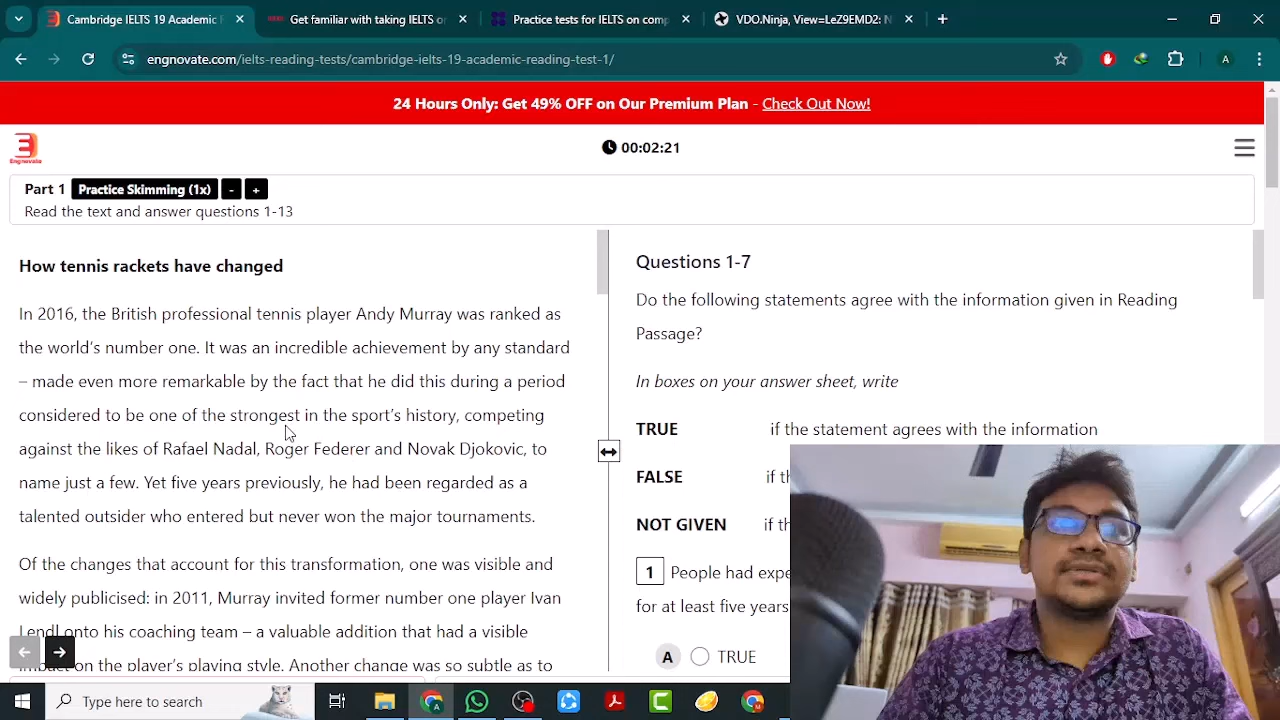 Cambridge IELTS 19 Academic
Get familiar with taking IELTS
Practice tests for IELTS on comp
VDO.Ninja, View=LeZ9EMD2:
engnovate.com/ielts-reading-tests/cambridge-ielts-19-academic-reading-test-1/
A
24 Hours Only: Get 49% OFF on Our Premium Plan - Check Out Now!
Engnovate
00:02:21
Part 1 Practice Skimming (1x) - +
Read the text and answer questions 1-13
How tennis rackets have changed
In 2016, the British professional tennis player Andy Murray was ranked as
the world's number one. It was an incredible achievement by any standard
– made even more remarkable by the fact that he did this during a period
considered to be one of the strongest in the sport's history, competing
against the likes of Rafael Nadal, Roger Federer and Novak Djokovic, to
name just a few. Yet five years previously, he had been regarded as a
talented outsider who entered but never won the major tournaments.
Of the changes that account for this transformation, one was visible and
widely publicised: in 2011, Murray invited former number one player Ivan
Lendl onto his coaching team – a valuable addition that had a visible
impact on the player's playing style. Another change was so subtle as to
Questions 1-7
Do the following statements agree with the information given in Reading
Passage?
In boxes on your answer sheet, write
TRUE if the statement agrees with the information
FALSE if th
NOT GIVEN if th
1 People had expe
for at least five years
A TRUE
Type here to search